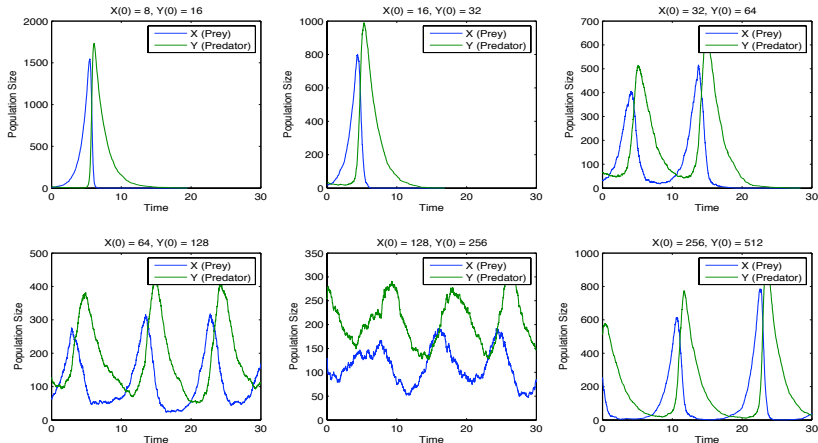 X(0) = 8, Y(0) = 16
2000
1500
1000
500
0
Population Size
X (Prey)
Y (Predator)
0 10 20 30
Time
X(0) = 16, Y(0) = 32
1000
800
600
400
200
0
Population Size
X (Prey)
Y (Predator)
0 10 20 30
Time
X(0) = 32, Y(0) = 64
700
600
500
400
300
200
100
0
Population Size
X (Prey)
Y (Predator)
0 10 20 30
Time
X(0) = 64, Y(0) = 128
500
400
300
200
100
0
Population Size
X (Prey)
Y (Predator)
0 10 20 30
Time
X(0) = 128, Y(0) = 256
350
300
250
200
150
100
50
0
Population Size
X (Prey)
Y (Predator)
0 10 20 30
Time
X(0) = 256, Y(0) = 512
1000
800
600
400
200
0
Population Size
X (Prey)
Y (Predator)
0 10 20 30
Time